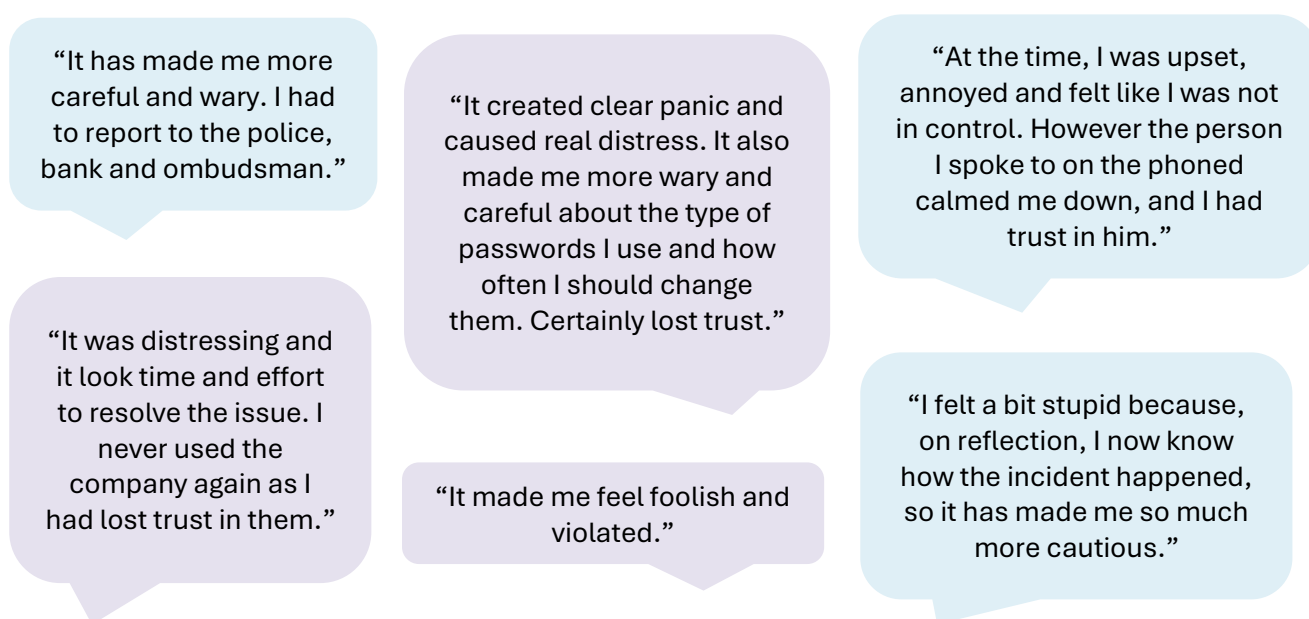 “It has made me more
careful and wary. I had
to report to the police,
bank and ombudsman.”
“It was distressing and
it look time and effort
to resolve the issue. I
never used the
company again as I
had lost trust in them.”
“It created clear panic and
caused real distress. It also
made me more wary and
careful about the type of
passwords I use and how
often I should change
them. Certainly lost trust.”
“It made me feel foolish and
violated.”
“At the time, I was upset,
annoyed and felt like I was not
in control. However the person
I spoke to on the phoned
calmed me down, and I had
trust in him.”
“I felt a bit stupid because,
on reflection, I now know
how the incident happened,
so it has made me so much
more cautious.”